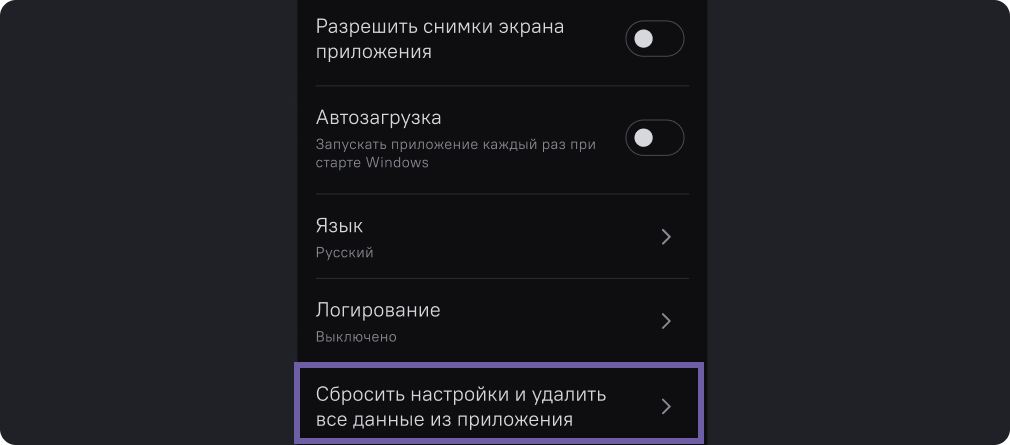 Разрешить снимки экрана
приложения
Автозагрузка
Запускать приложение каждый раз при
старте Windows
Язык
Русский
Логирование
Выключено
Сбросить настройки и удалить
все данные из приложения